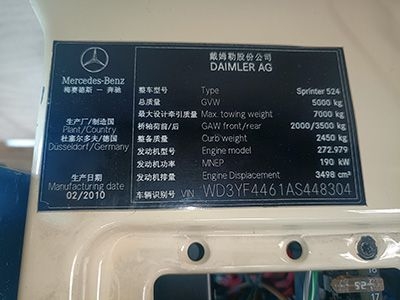 戴姆勒股份公司
DAIMLER AG
Mercedes-Benz
梅赛德斯 一 奔驰
生产厂/制造国
Plant/Country
杜塞尔多夫/德国
Düsseldorf/Germany
生产日期
Manufacturing date
02/2010
整车型号 Type Sprinter 524
总质量 GVW 5000 kg
最大设计牵引质量 Max. towing weight 7000 kg
桥轴荷前/后 GAW front/rear 2000/3500 kg
整备质量 Curb weight 2450 kg
发动机型号 Engine model 272.979
发动机功率 MNEP 190 kW
发动机排量 Engine Displacement 3498 cm³
车辆识别号 VIN WD3YF4461AS448304
52
17